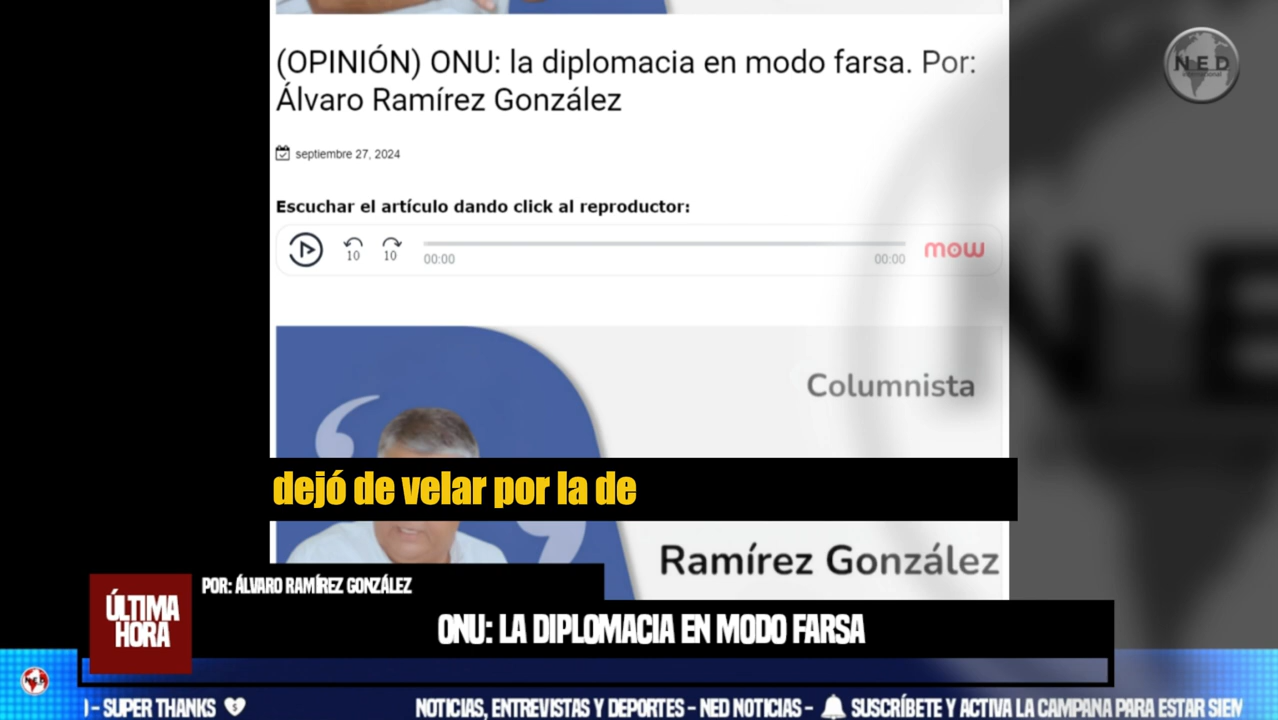 (OPINIÓN) ONU: la diplomacia en modo farsa. Por:
Álvaro Ramírez González
NED
septiembre 27, 2024
Escuchar el artículo dando click al reproductor:
10
10
00:00
00:00
mow
Columnista
dejó de velar por la de
Ramírez González
POR: ÁLVARO RAMÍREZ GONZÁLEZ
ÚLTIMA
HORA
ONU: LA DIPLOMACIA EN MODO FARSA
NED
) - SUPER THANKS
NOTICIAS, ENTREVISTAS Y DEPORTES - NED NOTICIAS - SUSCRÍBETE Y ACTIVA LA CAMPANA PARA ESTAR SIEM